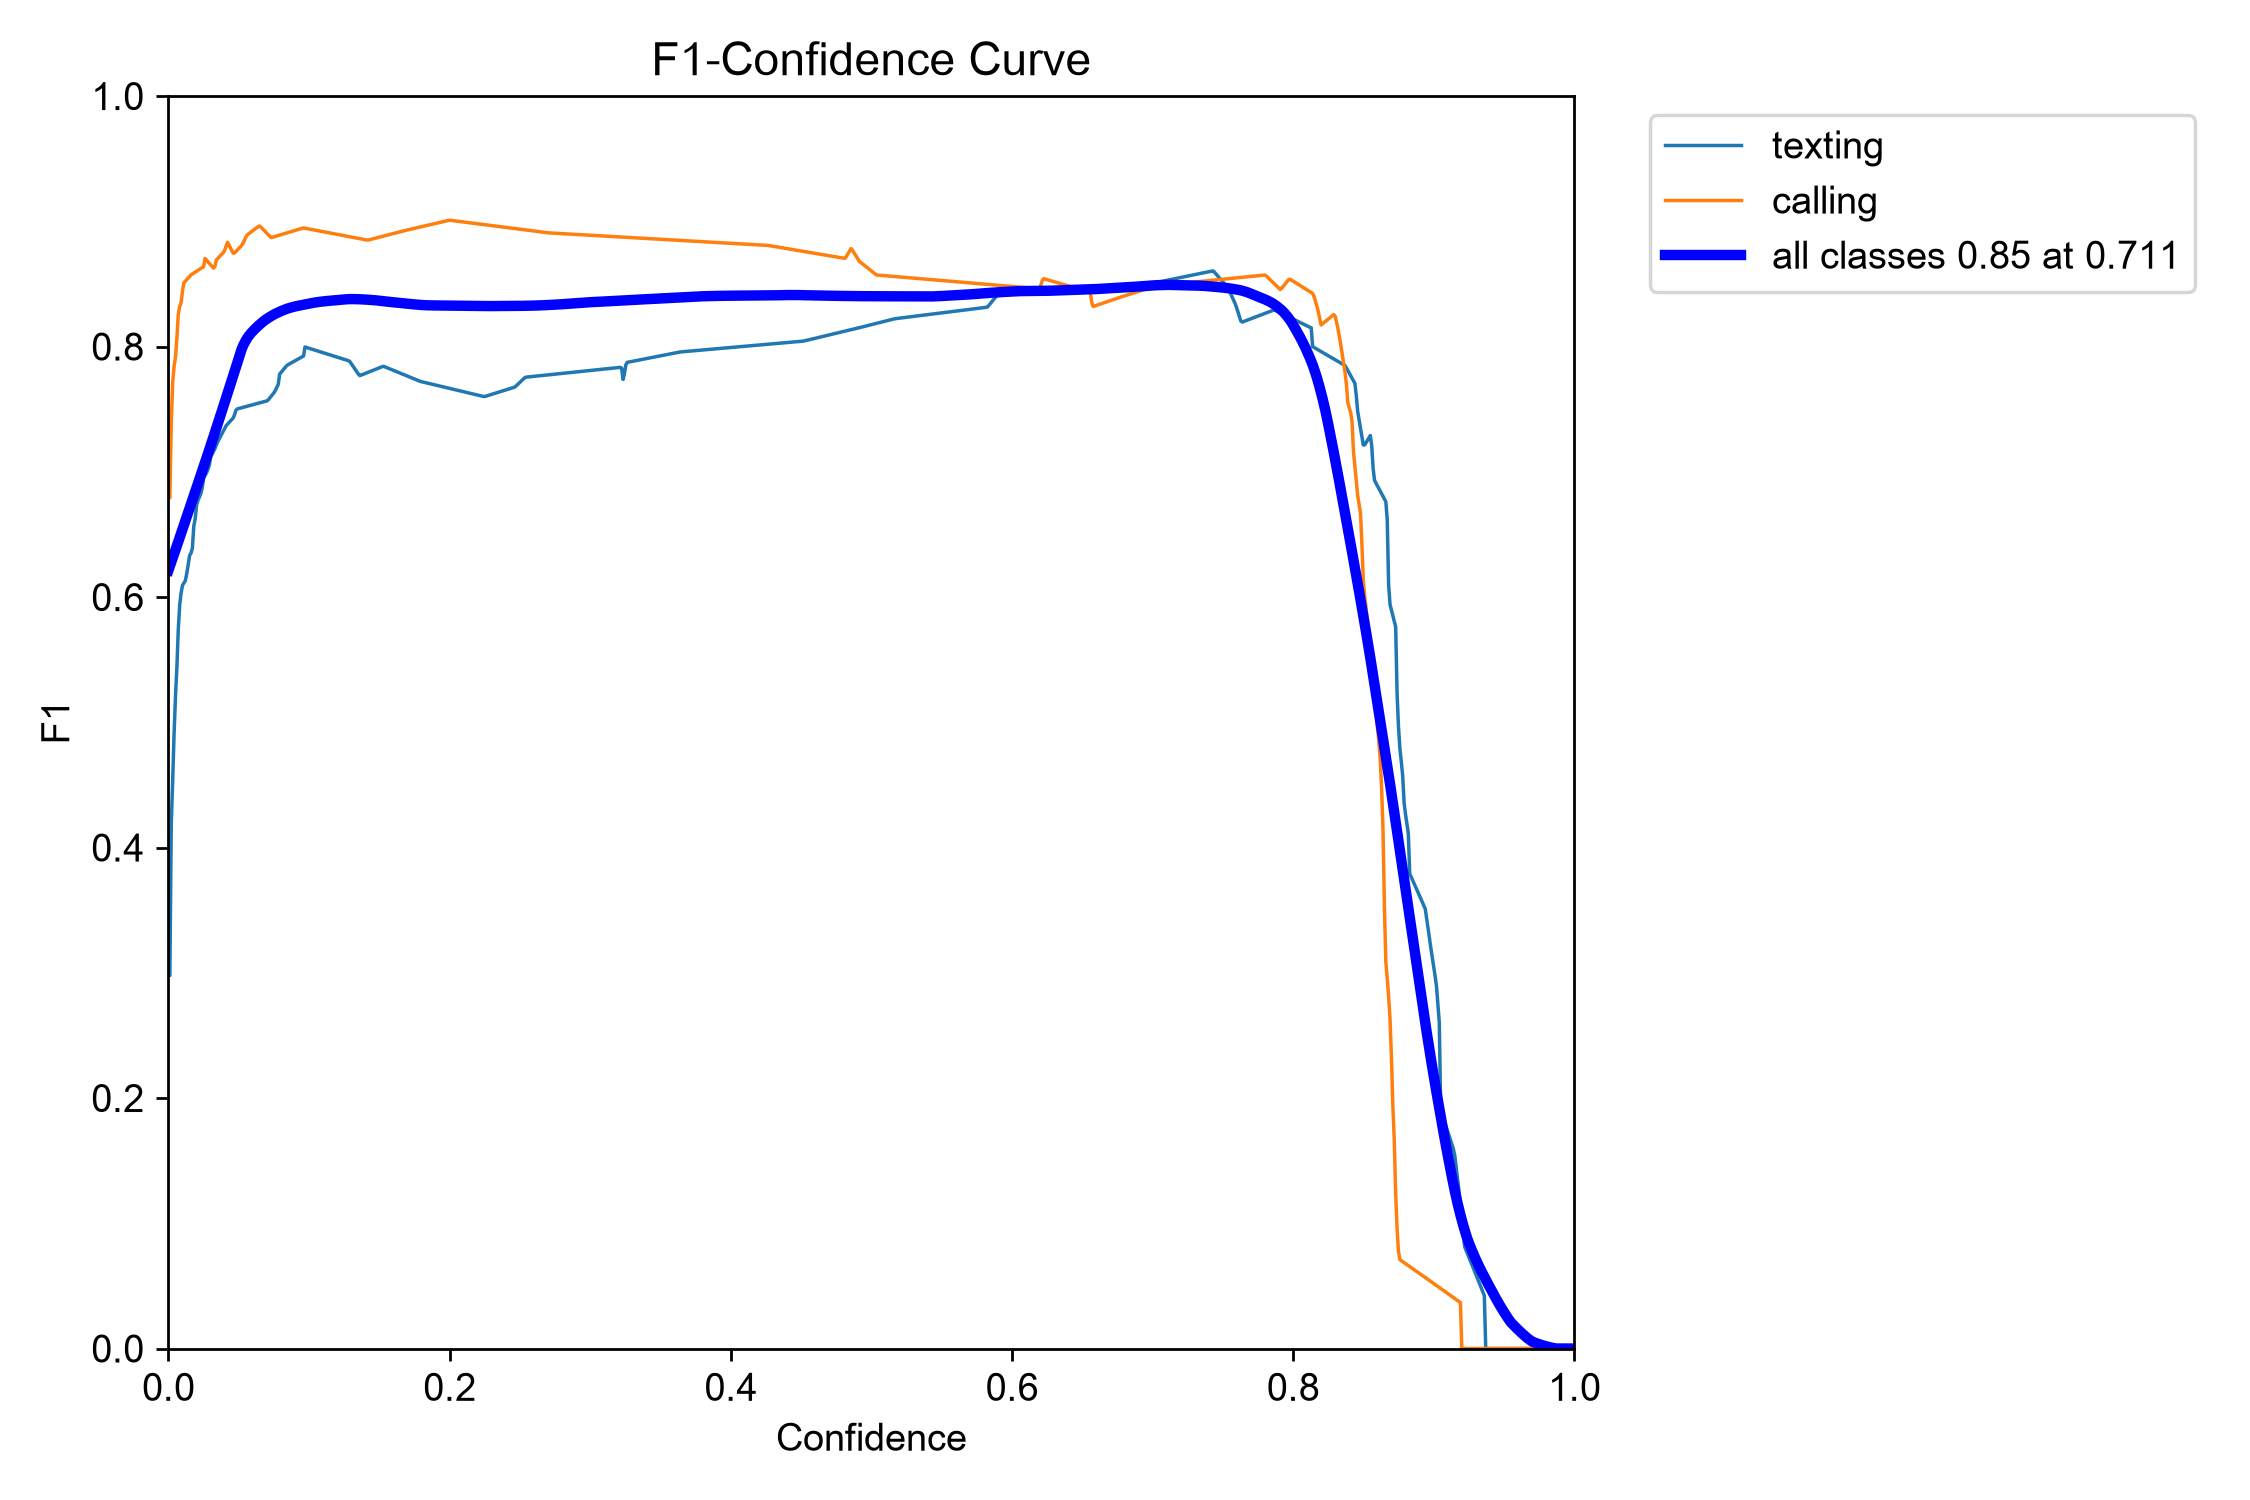 F1-Confidence Curve
1.0
0.8
0.6
0.4
0.2
0.0
F1
0.0 0.2 0.4 0.6 0.8 1.0
Confidence
texting
calling
all classes 0.85 at 0.711